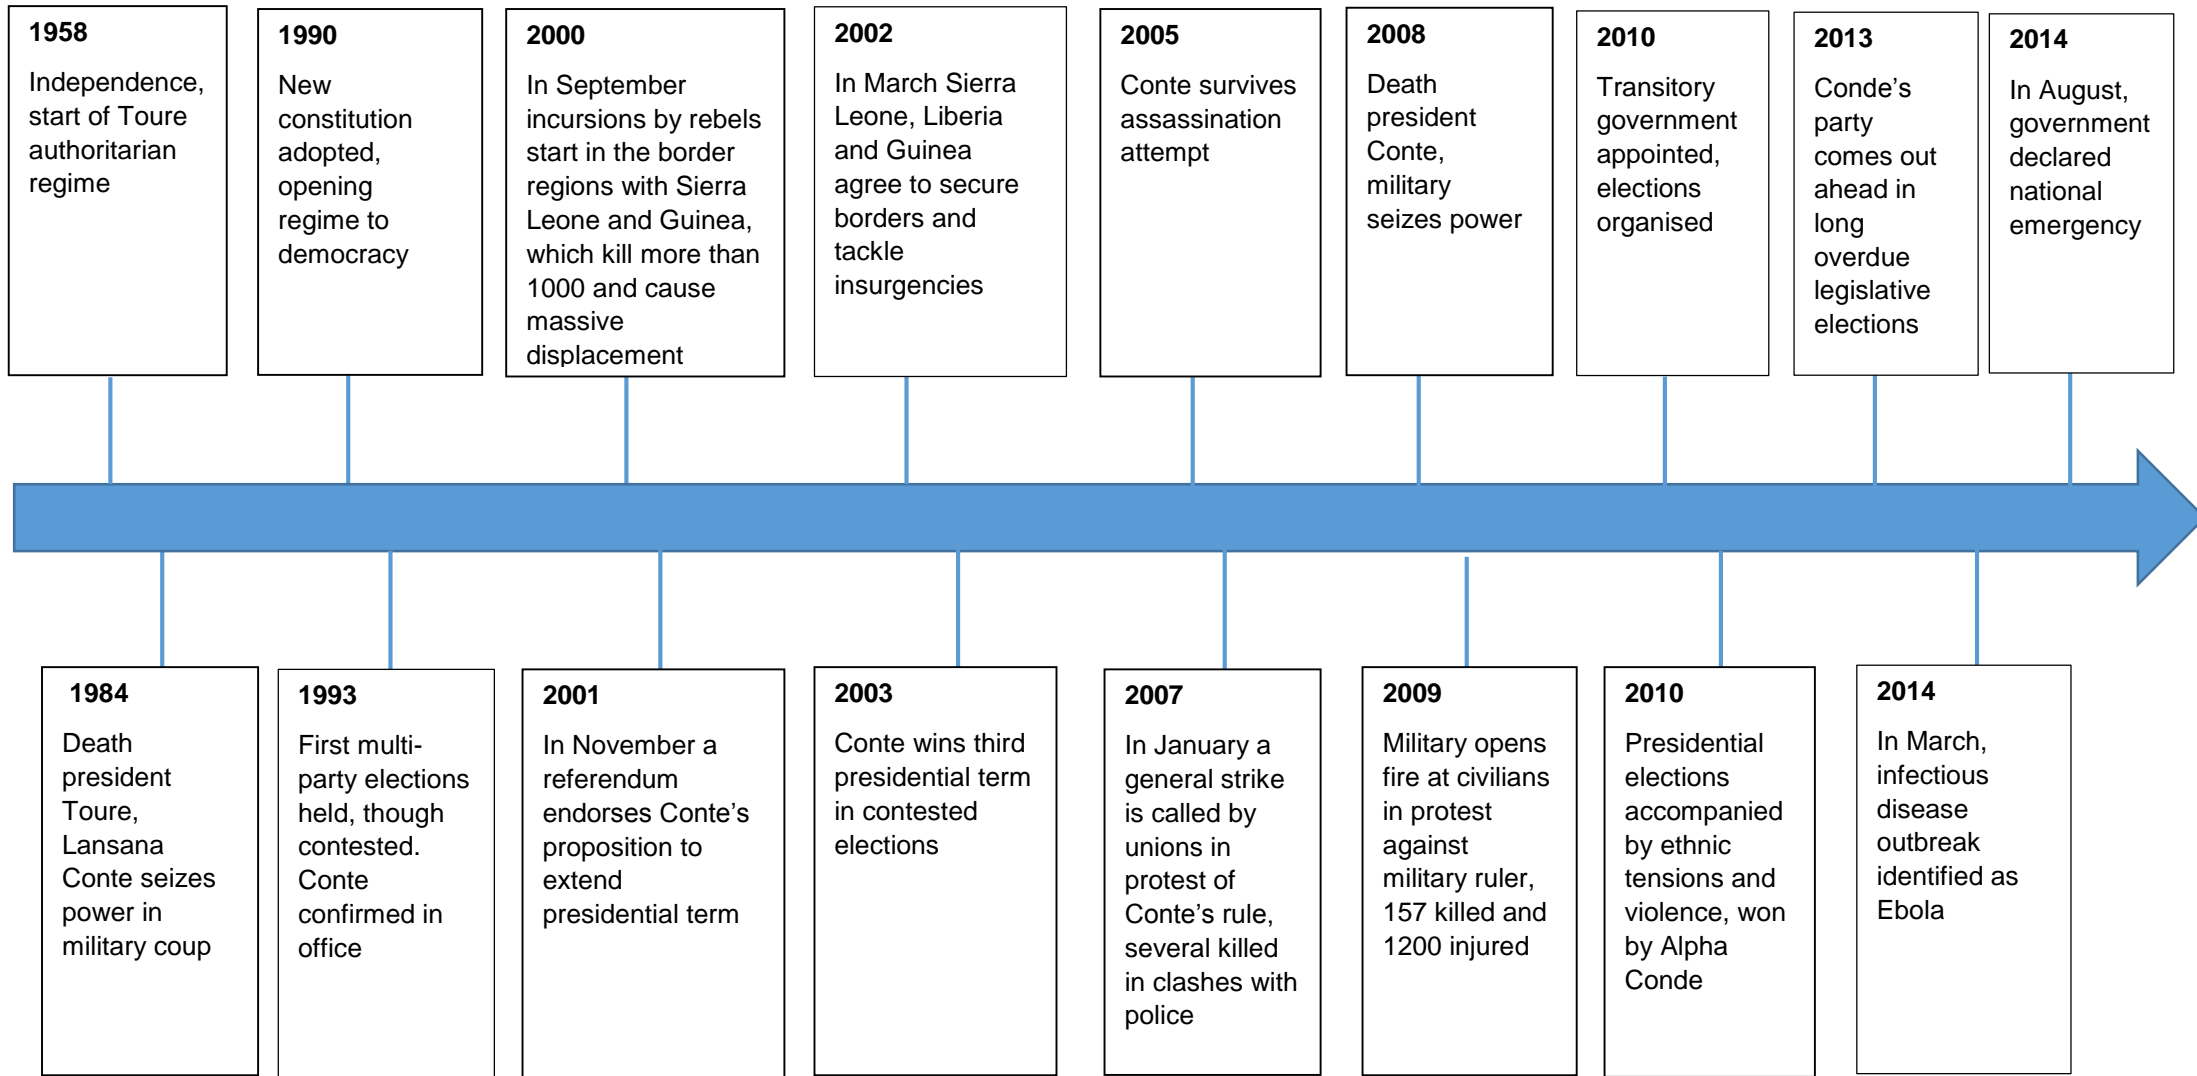 1958
Independence,
start of Toure
authoritarian
regime
1990
New
constitution
adopted,
opening
regime to
democracy
2000
In September
incursions by rebels
start in the border
regions with Sierra
Leone and Guinea,
which kill more than
1000 and cause
massive
displacement
2002
In March Sierra
Leone, Liberia
and Guinea
agree to secure
borders and
tackle
insurgencies
2005
Conte survives
assassination
attempt
2008
Death
president
Conte,
military
seizes power
2010
Transitory
government
appointed,
elections
organised
2013
Conde’s
party
comes out
ahead in
long
overdue
legislative
elections
2014
In August,
government
declared
national
emergency
1984
Death
president
Toure,
Lansana
Conte seizes
power in
military coup
1993
First multi-
party elections
held, though
contested.
Conte
confirmed in
office
2001
In November a
referendum
endorses Conte’s
proposition to
extend
presidential term
2003
Conte wins third
presidential term
in contested
elections
2007
In January a
general strike
is called by
unions in
protest of
Conte’s rule,
several killed
in clashes with
police
2009
Military opens
fire at civilians
in protest
against
military ruler,
157 killed and
1200 injured
2010
Presidential
elections
accompanied
by ethnic
tensions and
violence, won
by Alpha
Conde
2014
In March,
infectious
disease
outbreak
identified as
Ebola